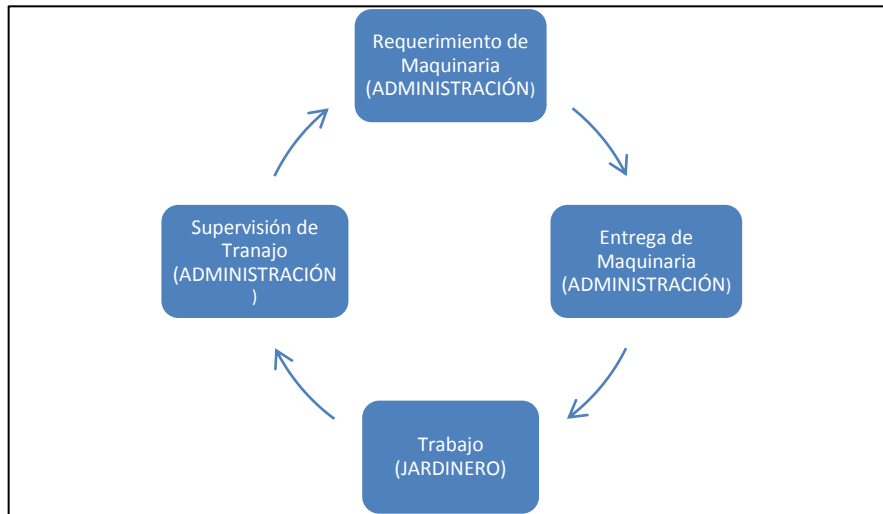 Requerimiento de
Maquinaria
(ADMINISTRACIÓN)
Entrega de
Maquinaria
(ADMINISTRACIÓN)
Trabajo
(JARDINERO)
Supervisión de
Tranajo
(ADMINISTRACIÓN
)